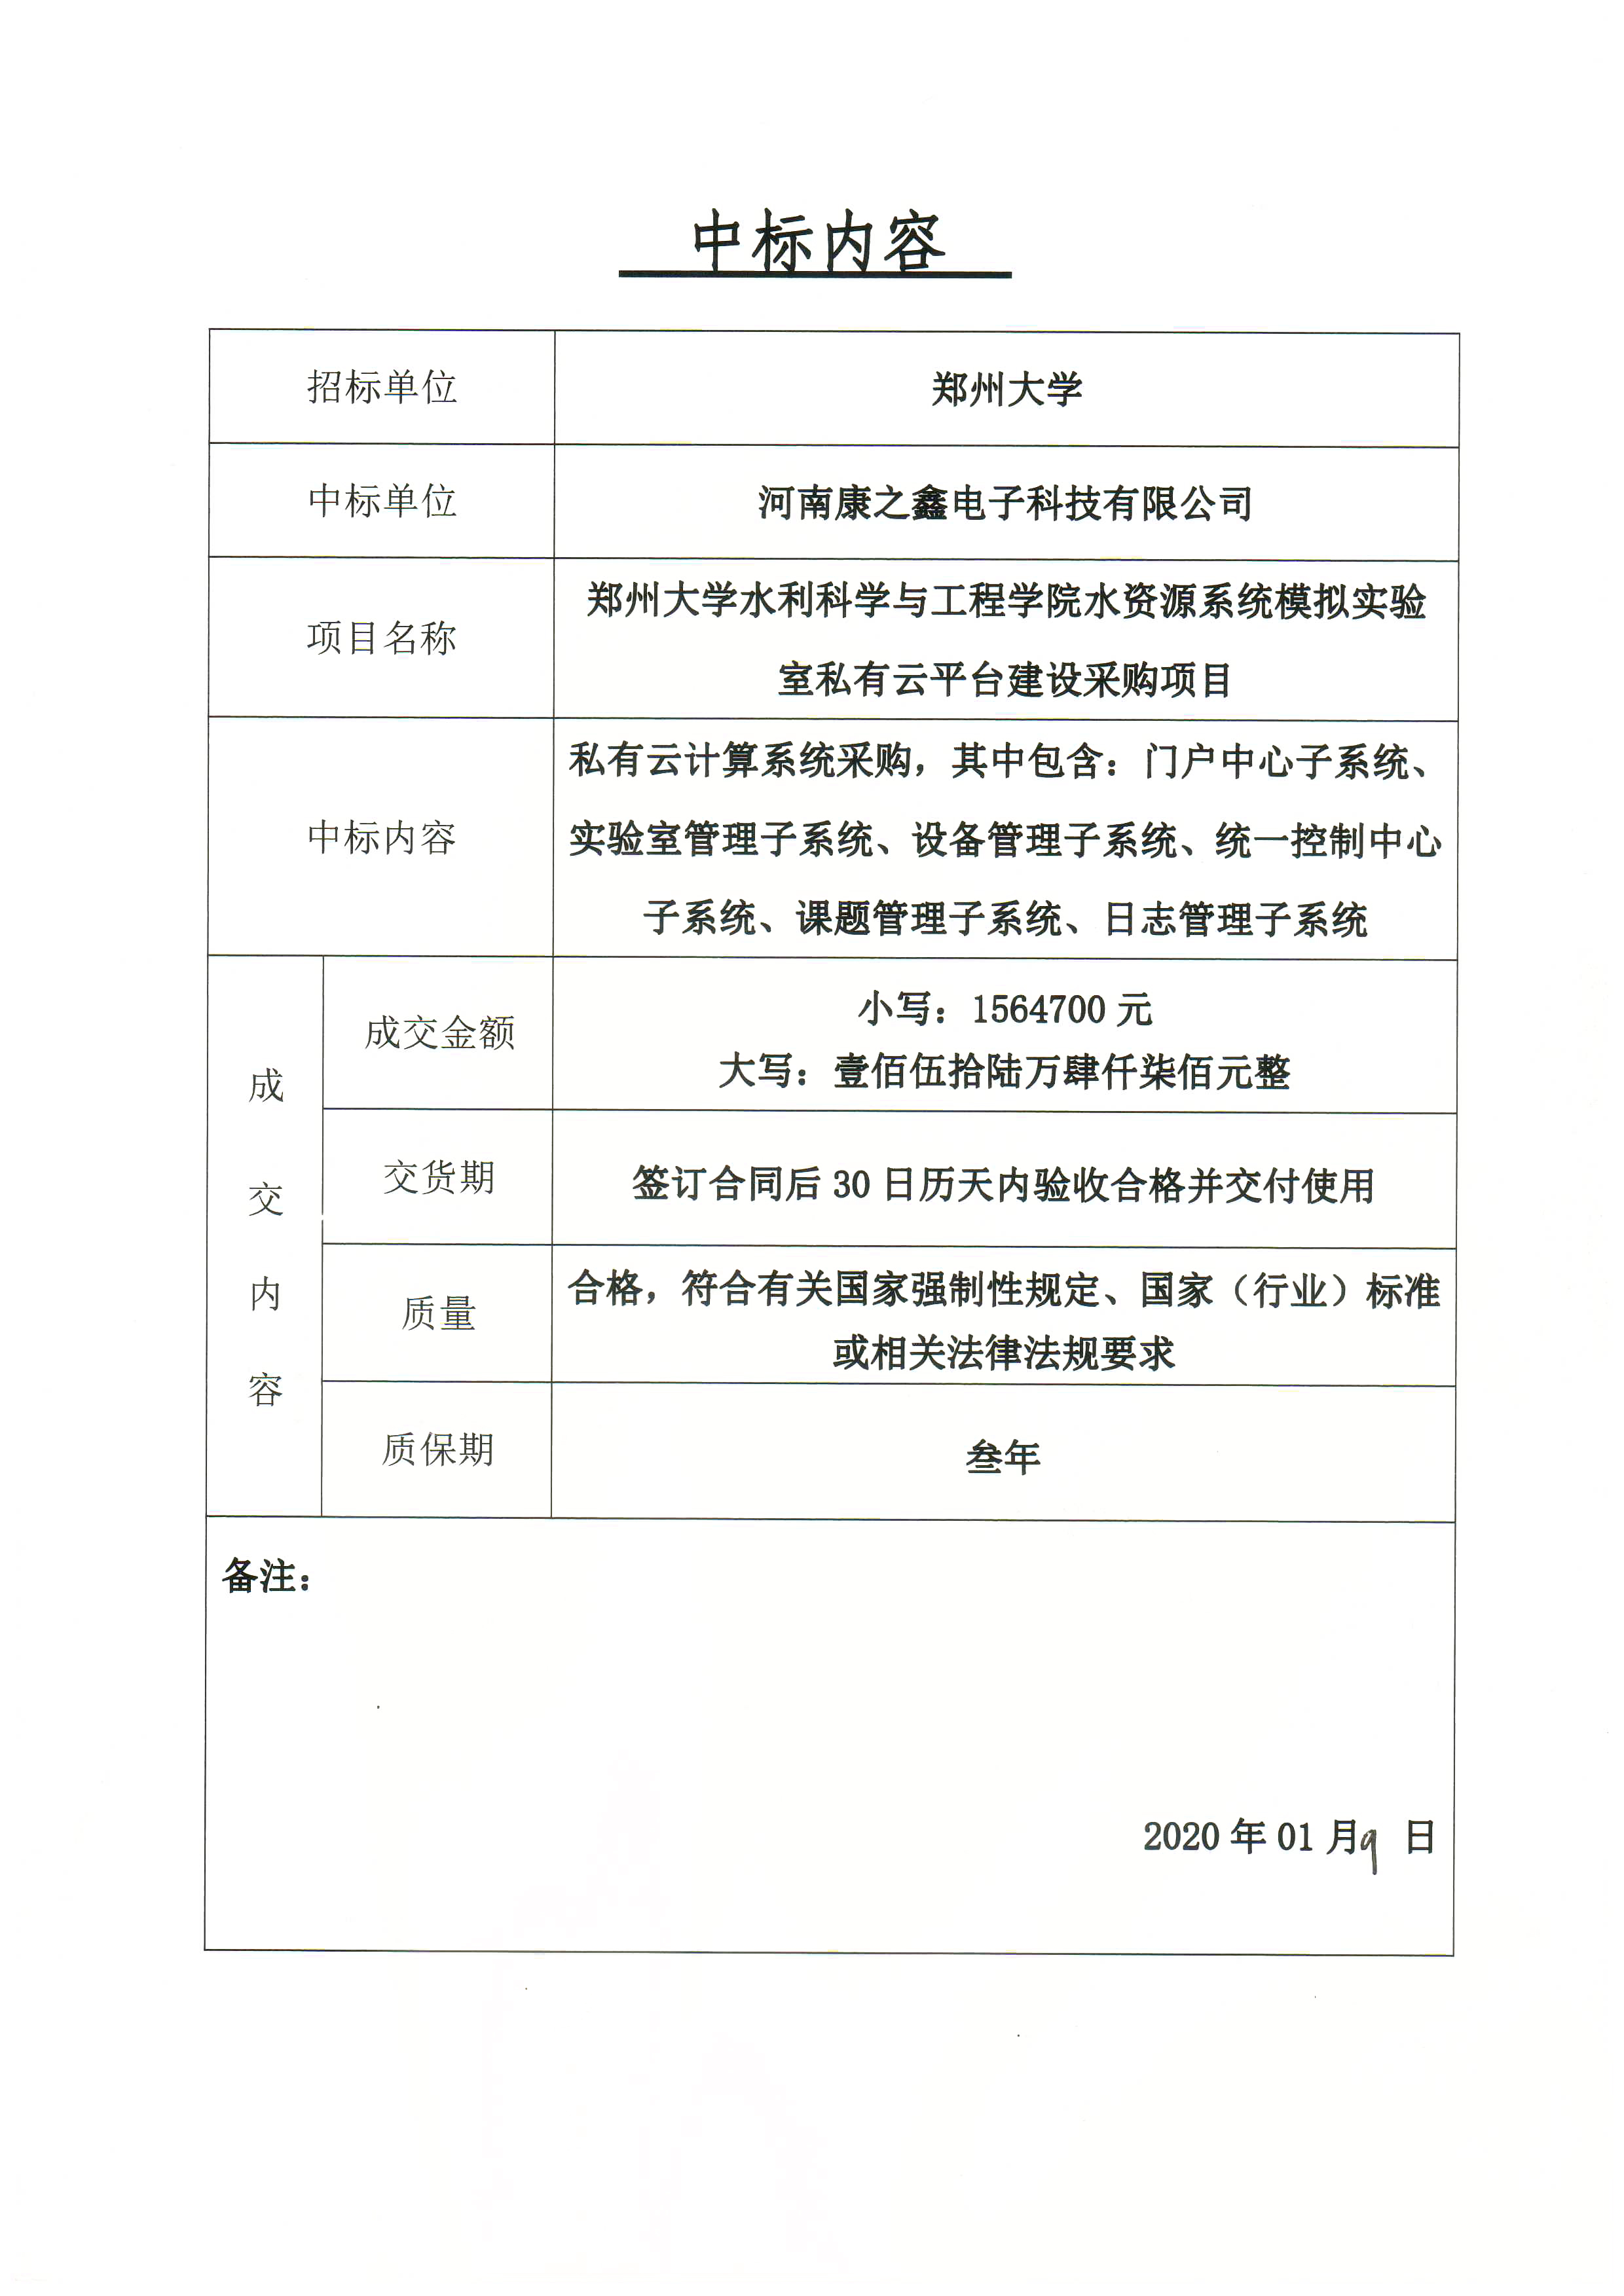 中标内容
招标单位
郑州大学
中标单位
河南康之鑫电子科技有限公司
项目名称
郑州大学水利科学与工程学院水资源系统模拟实验
室私有云平台建设采购项目
中标内容
私有云计算系统采购，其中包含：门户中心子系统、
实验室管理子系统、设备管理子系统、统一控制中心
子系统、课题管理子系统、日志管理子系统
成交内容
成交金额
小写：1564700 元
大写：壹佰伍拾陆万肆仟柒佰元整
交货期
签订合同后 30 日历天内验收合格并交付使用
质量
合格，符合有关国家强制性规定、国家（行业）标准
或相关法律法规要求
质保期
叁年
备注：
2020 年 01 月9 日